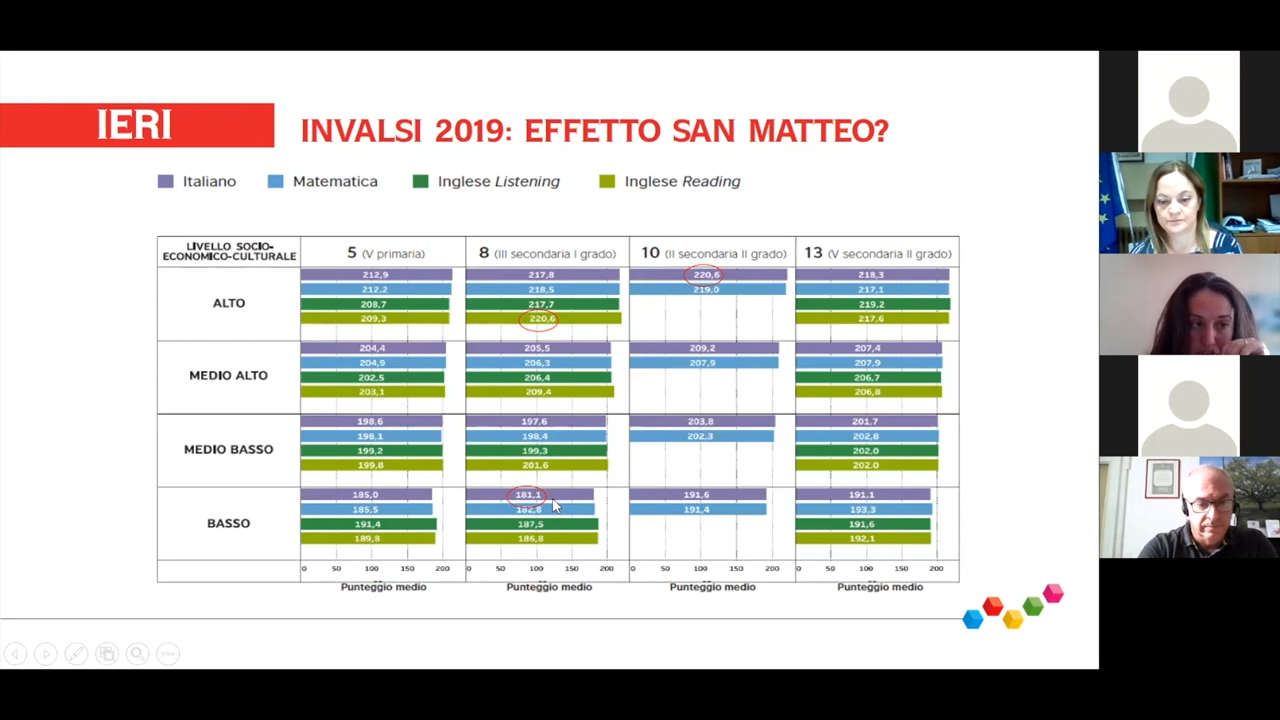 IERI
INVALSI 2019: EFFETTO SAN MATTEO?
Italiano Matematica Inglese Listening Inglese Reading
LIVELLO SOCIO-
ECONOMICO-CULTURALE
5 (V primaria) 8 (III secondaria I grado) 10 (II secondaria II grado) 13 (V secondaria II grado)
ALTO
212,9 217,8 220,6 218,3
212,2 218,5 219,0 217,1
208,7 217,7 219,2
209,3 220,6 217,6
MEDIO ALTO
204,4 205,5 209,2 207,4
204,9 206,3 207,9 207,9
202,5 206,4 206,7
203,1 209,4 206,8
MEDIO BASSO
198,6 197,6 203,8 201,7
198,1 198,4 202,3 202,8
199,2 199,3 202,0
199,8 201,6 202,0
BASSO
185,0 181,1 191,6 191,1
185,5 182,8 191,4 193,3
191,4 187,5 191,6
189,8 186,8 192,1
0 50 100 150 200 0 50 100 150 200 0 50 100 150 200 0 50 100 150 200
Punteggio medio Punteggio medio Punteggio medio Punteggio medio